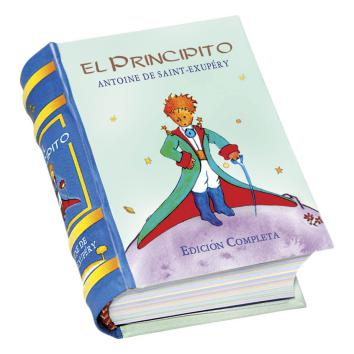 EL PRINCIPITO
ANTOINE DE SAINT-EXUPÉRY
EDICIÓN COMPLETA